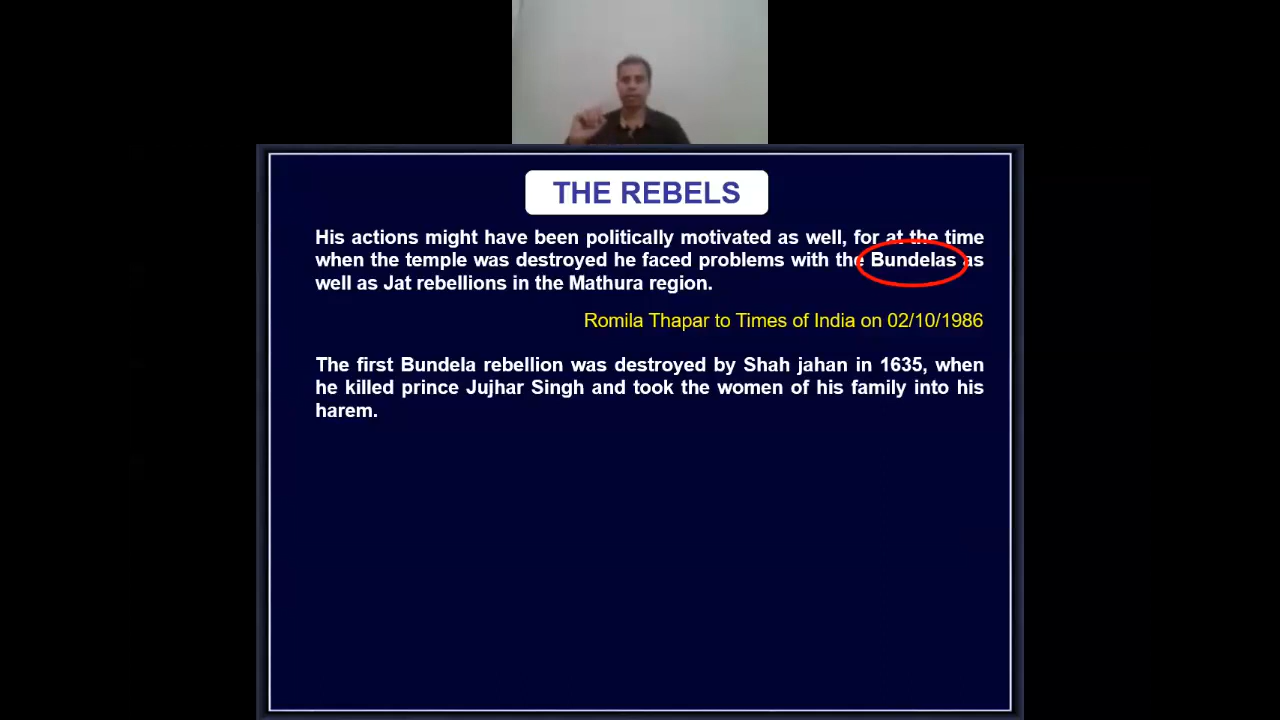 THE REBELS
His actions might have been politically motivated as well, for at the time
when the temple was destroyed he faced problems with the Bundelas as
well as Jat rebellions in the Mathura region.
Romila Thapar to Times of India on 02/10/1986
The first Bundela rebellion was destroyed by Shah jahan in 1635, when
he killed prince Jujhar Singh and took the women of his family into his
harem.